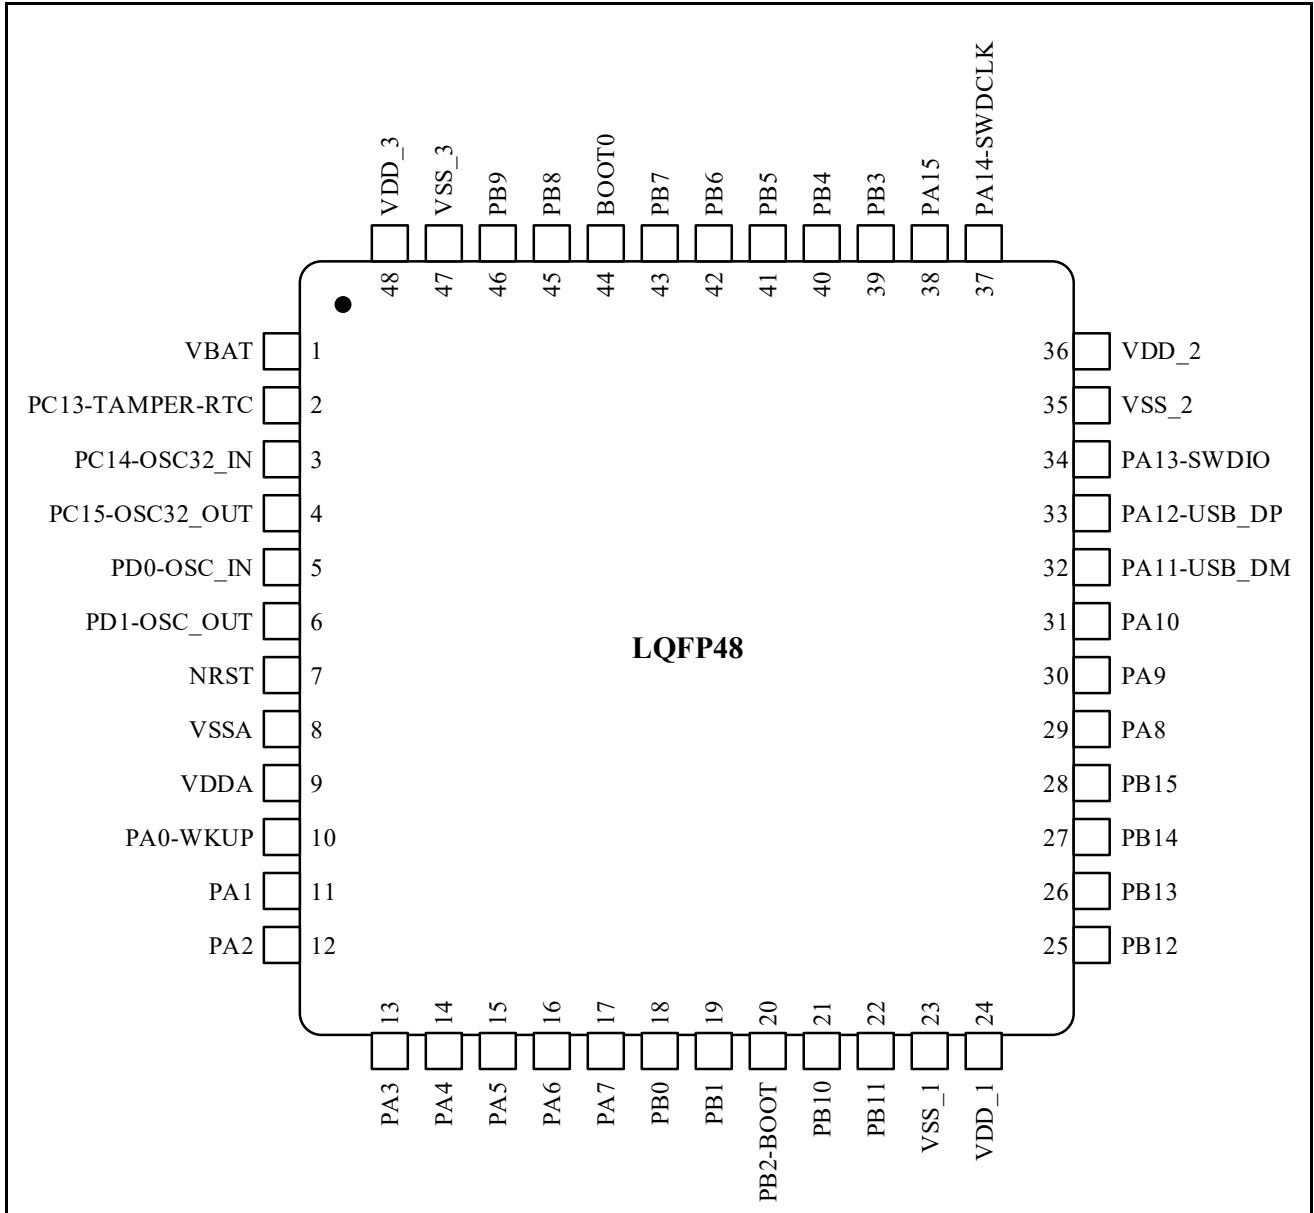 VDD_3
VSS_3
PB9
PB8
BOOT0
PB7
PB6
PB5
PB4
PB3
PA15
PA14-SWDCLK
48
47
46
45
44
43
42
41
40
39
38
37
VBAT 1
PC13-TAMPER-RTC 2
PC14-OSC32_IN 3
PC15-OSC32_OUT 4
PD0-OSC_IN 5
PD1-OSC_OUT 6
NRST 7
VSSA 8
VDDA 9
PA0-WKUP 10
PA1 11
PA2 12
LQFP48
36 VDD_2
35 VSS_2
34 PA13-SWDIO
33 PA12-USB_DP
32 PA11-USB_DM
31 PA10
30 PA9
29 PA8
28 PB15
27 PB14
26 PB13
25 PB12
13
14
15
16
17
18
19
20
21
22
23
24
PA3
PA4
PA5
PA6
PA7
PB0
PB1
PB2-BOOT
PB10
PB11
VSS_1
VDD_1